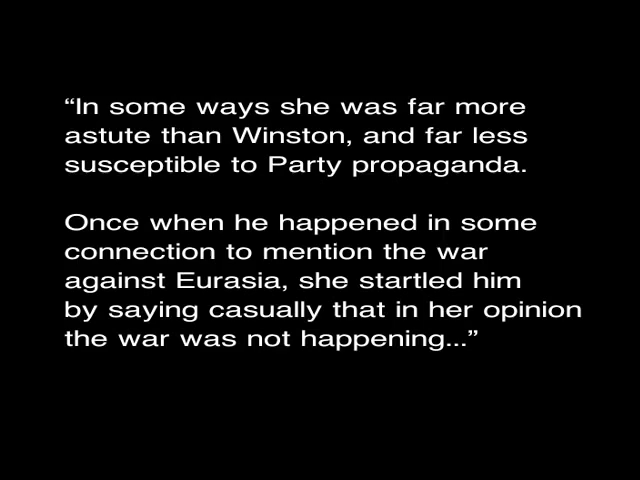 “In some ways she was far more
astute than Winston, and far less
susceptible to Party propaganda.
Once when he happened in some
connection to mention the war
against Eurasia, she startled him
by saying casually that in her opinion
the war was not happening...”